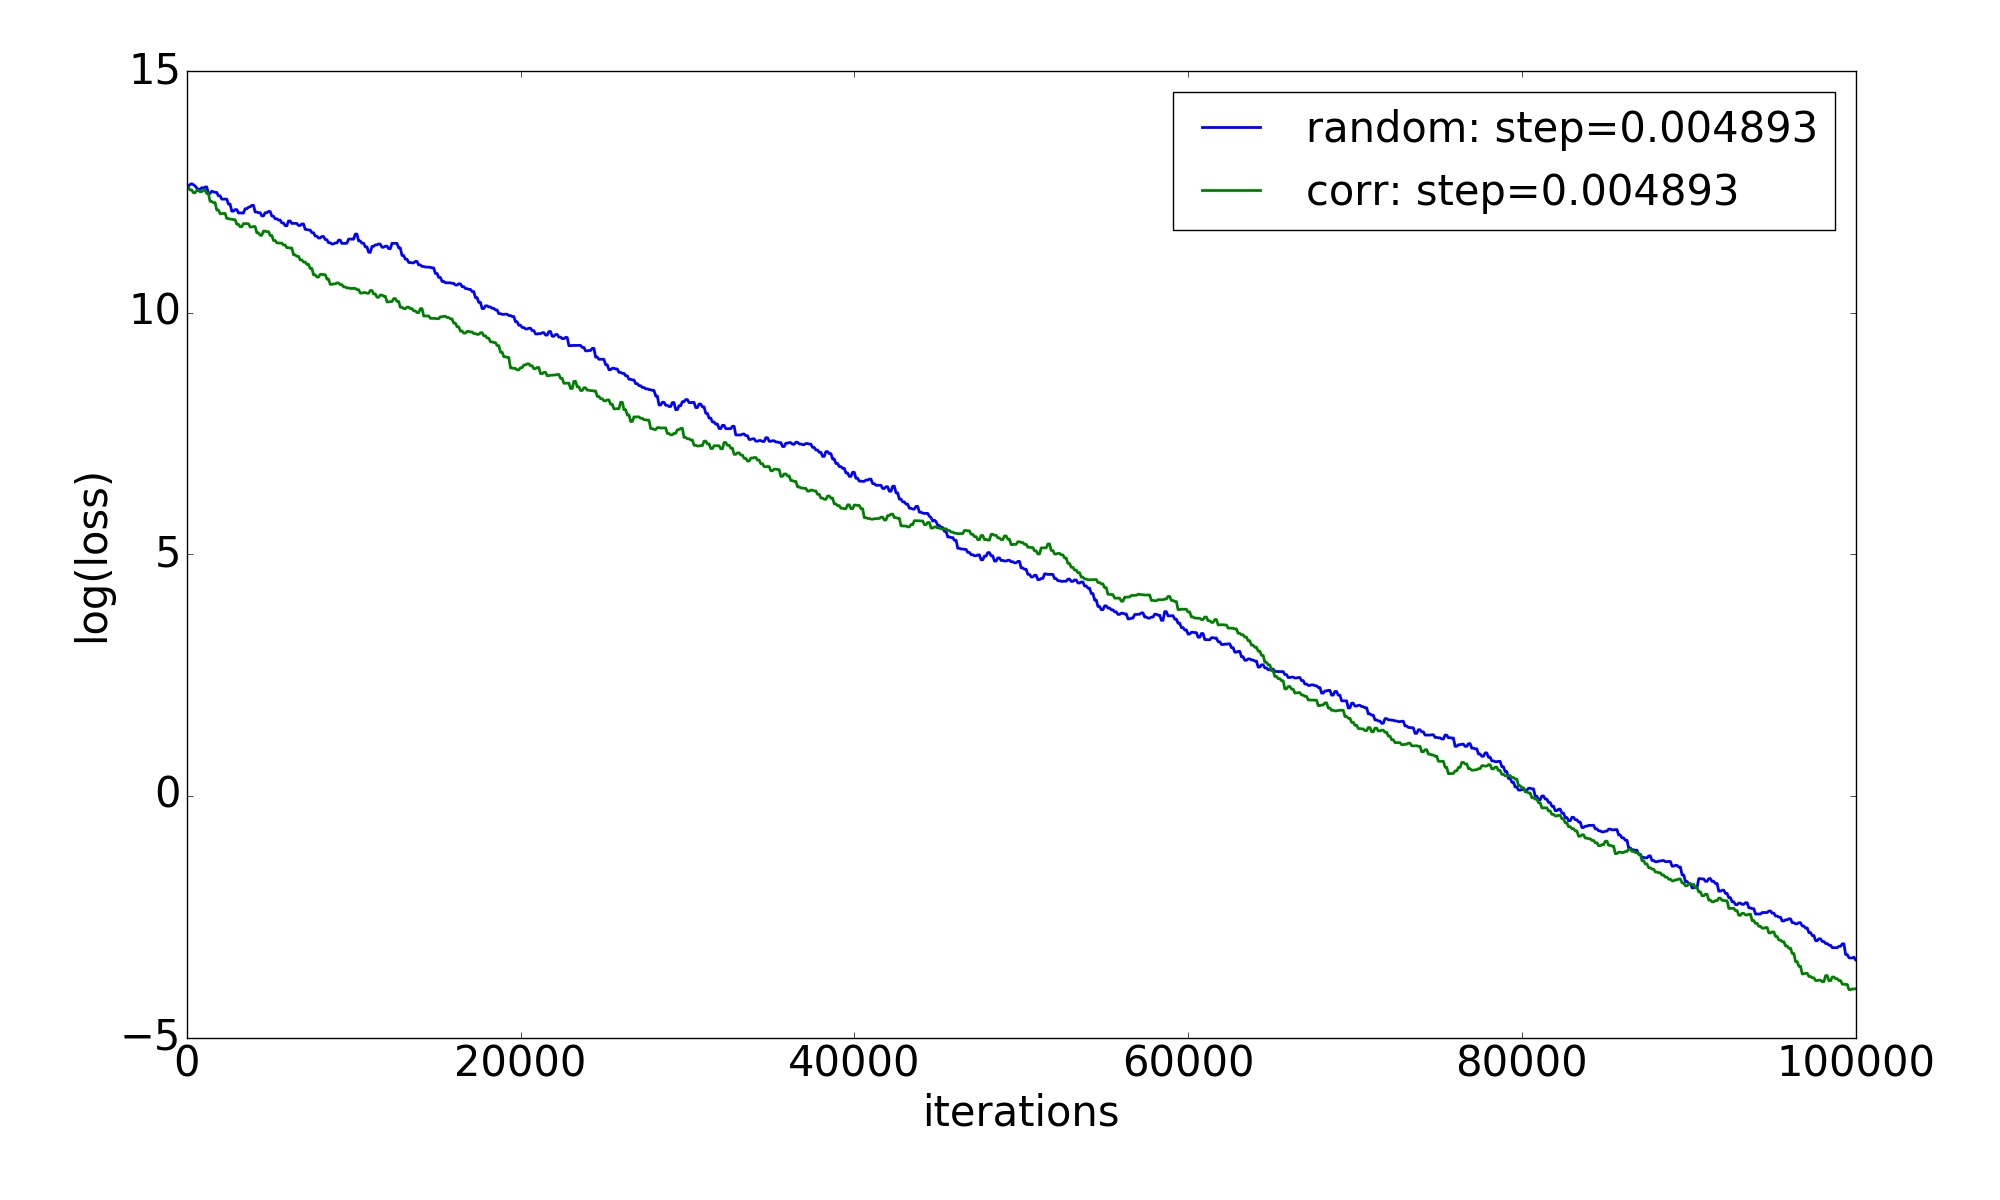 15
random: step=0.004893
corr: step=0.004893
10
5
0
−5
log(loss)
0 20000 40000 60000 80000 100000
iterations